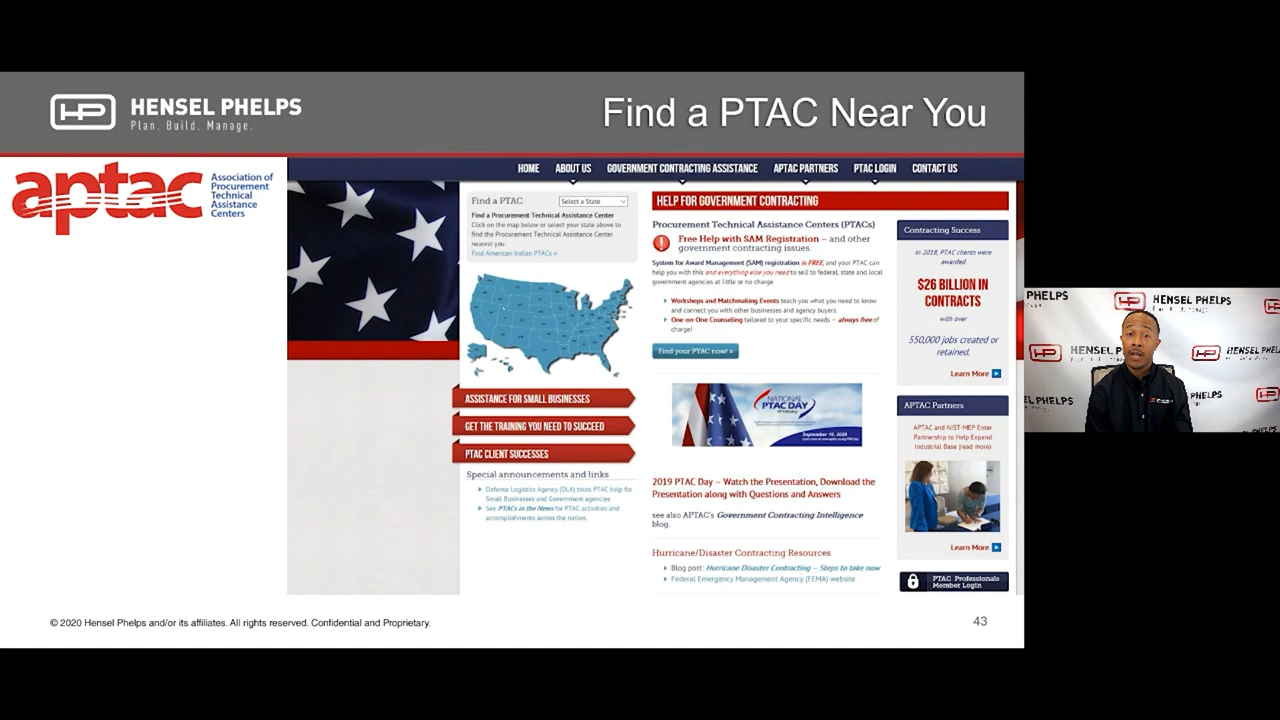 HENSEL PHELPS
Plan. Build. Manage.
Find a PTAC Near You
aptac
Association of
Procurement
Technical
Assistance
Centers
HOME ABOUT US GOVERNMENT CONTRACTING ASSISTANCE APTAC PARTNERS PTAC LOGIN CONTACT US
Find a PTAC
Select a State
Find a Procurement Technical Assistance Center
Click on the map below or select your state above to
find the Procurement Technical Assistance Center
nearest you.
Find American Indian PTACs »
ASSISTANCE FOR SMALL BUSINESSES
GET THE TRAINING YOU NEED TO SUCCEED
PTAC CLIENT SUCCESSES
Special announcements and links
Defense Logistics Agency (DLA) touts PTAC help for
Small Businesses and Government agencies
See PTACs in the News for PTAC activities and
accomplishments across the nation.
HELP FOR GOVERNMENT CONTRACTING
Procurement Technical Assistance Centers (PTACs)
Free Help with SAM Registration – and other
government contracting issues.
System for Award Management (SAM) registration is FREE, and your PTAC can
help you with this and everything else you need to sell to federal, state and local
government agencies at little or no charge
Workshops and Matchmaking Events teach you what you need to know
and connect you with other businesses and agency buyers.
One-on-One Counseling tailored to your specific needs – always free of
charge!
Find your PTAC now! »
NATIONAL
PTAC DAY
September 16, 2020
2019 PTAC Day – Watch the Presentation, Download the
Presentation along with Questions and Answers
see also APTAC's Government Contracting Intelligence
blog.
Hurricane/Disaster Contracting Resources
Blog post: Hurricane Disaster Contracting – Steps to take now
Federal Emergency Management Agency (FEMA) website
Contracting Success
In 2018, PTAC clients were
awarded
$26 BILLION IN
CONTRACTS
with over
550,000 jobs created or
retained.
Learn More
APTAC Partners
APTAC and NIST-MEP Enter
Partnership to Help Expand
Industrial Base (read more)
Learn More
PTAC Professionals
Member Login
© 2020 Hensel Phelps and/or its affiliates. All rights reserved. Confidential and Proprietary.
43
PHELPS
HP HENSEL PHELPS
HP HENSEL PHELPS
PHELPS
PHELPS